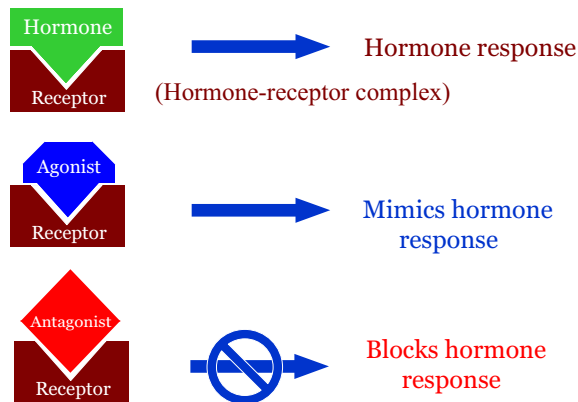 Hormone
Hormone response
Receptor
(Hormone-receptor complex)
Agonist
Mimics hormone
response
Receptor
Antagonist
Blocks hormone
response
Receptor